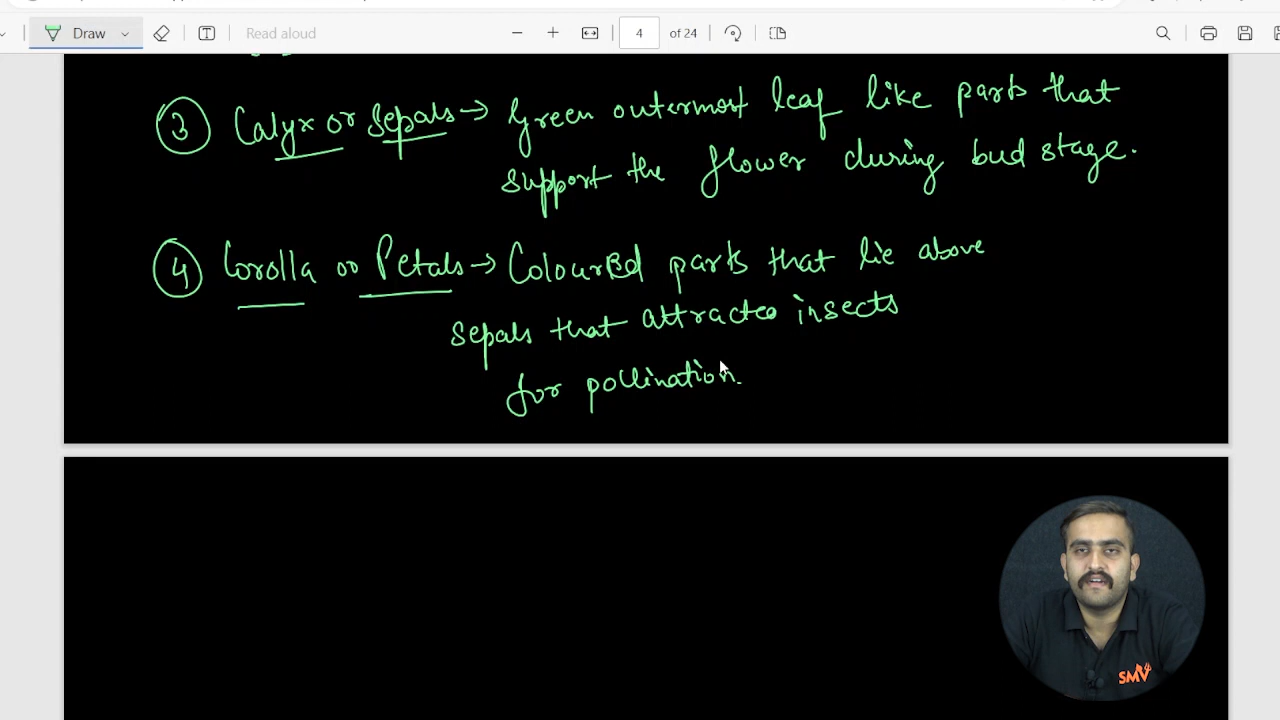 Draw
Read aloud
4 of 24
3 Calyx or Sepals → Green outermost leaf like parts that
support the flower during bud stage.
4 Corolla or Petals → Coloured parts that lie above
sepals that attracts insects
for pollination.
SMV